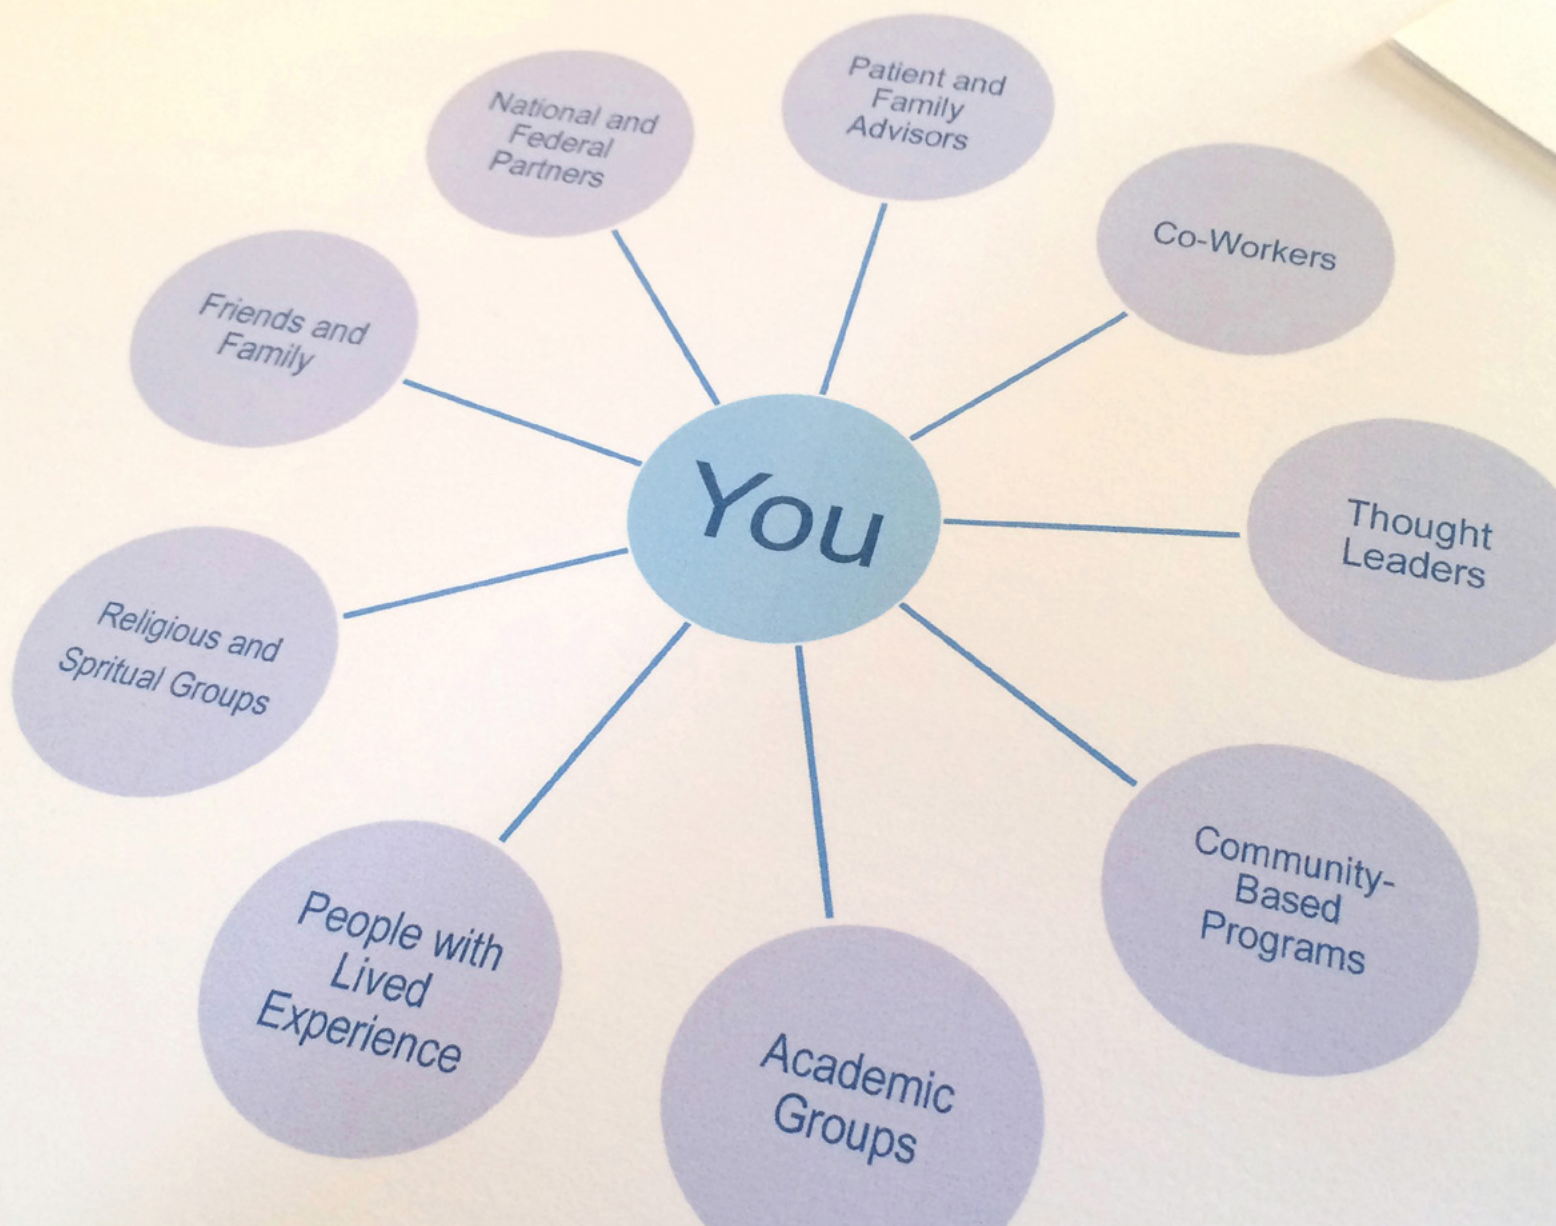 Patient and
Family
Advisors
National and
Federal
Partners
Co-Workers
Friends and
Family
You
Thought
Leaders
Religious and
Spritual Groups
Community-
Based
Programs
People with
Lived
Experience
Academic
Groups